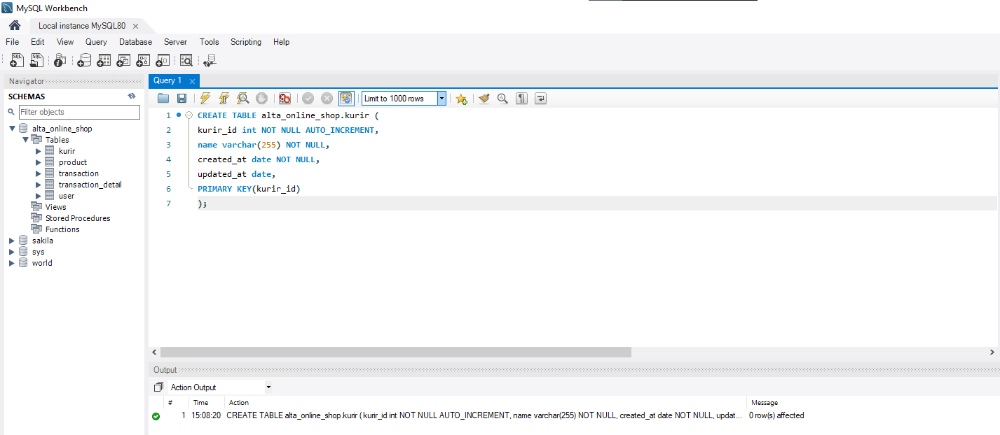 MySQL Workbench
Local instance MySQL80
File Edit View Query Database Server Tools Scripting Help
Navigator
SCHEMAS
Filter objects
alta_online_shop
Tables
kurir
product
transaction
transaction_detail
user
Views
Stored Procedures
Functions
sakila
sys
world
Query 1
Limit to 1000 rows
1 CREATE TABLE alta_online_shop.kurir (
2 kurir_id int NOT NULL AUTO_INCREMENT,
3 name varchar(255) NOT NULL,
4 created_at date NOT NULL,
5 updated_at date,
6 PRIMARY KEY(kurir_id)
7 );
Output
Action Output
# Time Action Message
1 15:08:20 CREATE TABLE alta_online_shop.kurir ( kurir_id int NOT NULL AUTO_INCREMENT, name varchar(255) NOT NULL, created_at date NOT NULL, updat... 0 row(s) affected